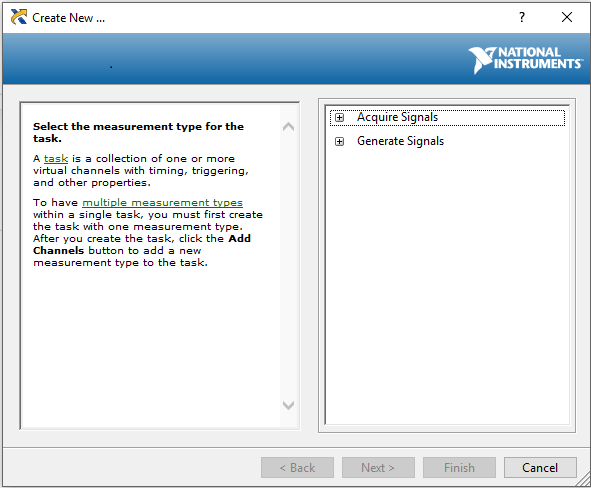 Create New ...
?
NATIONAL
INSTRUMENTS™
Select the measurement type for the
task.
A task is a collection of one or more
virtual channels with timing, triggering,
and other properties.
To have multiple measurement types
within a single task, you must first create
the task with one measurement type.
After you create the task, click the Add
Channels button to add a new
measurement type to the task.
Acquire Signals
Generate Signals
< Back
Next >
Finish
Cancel